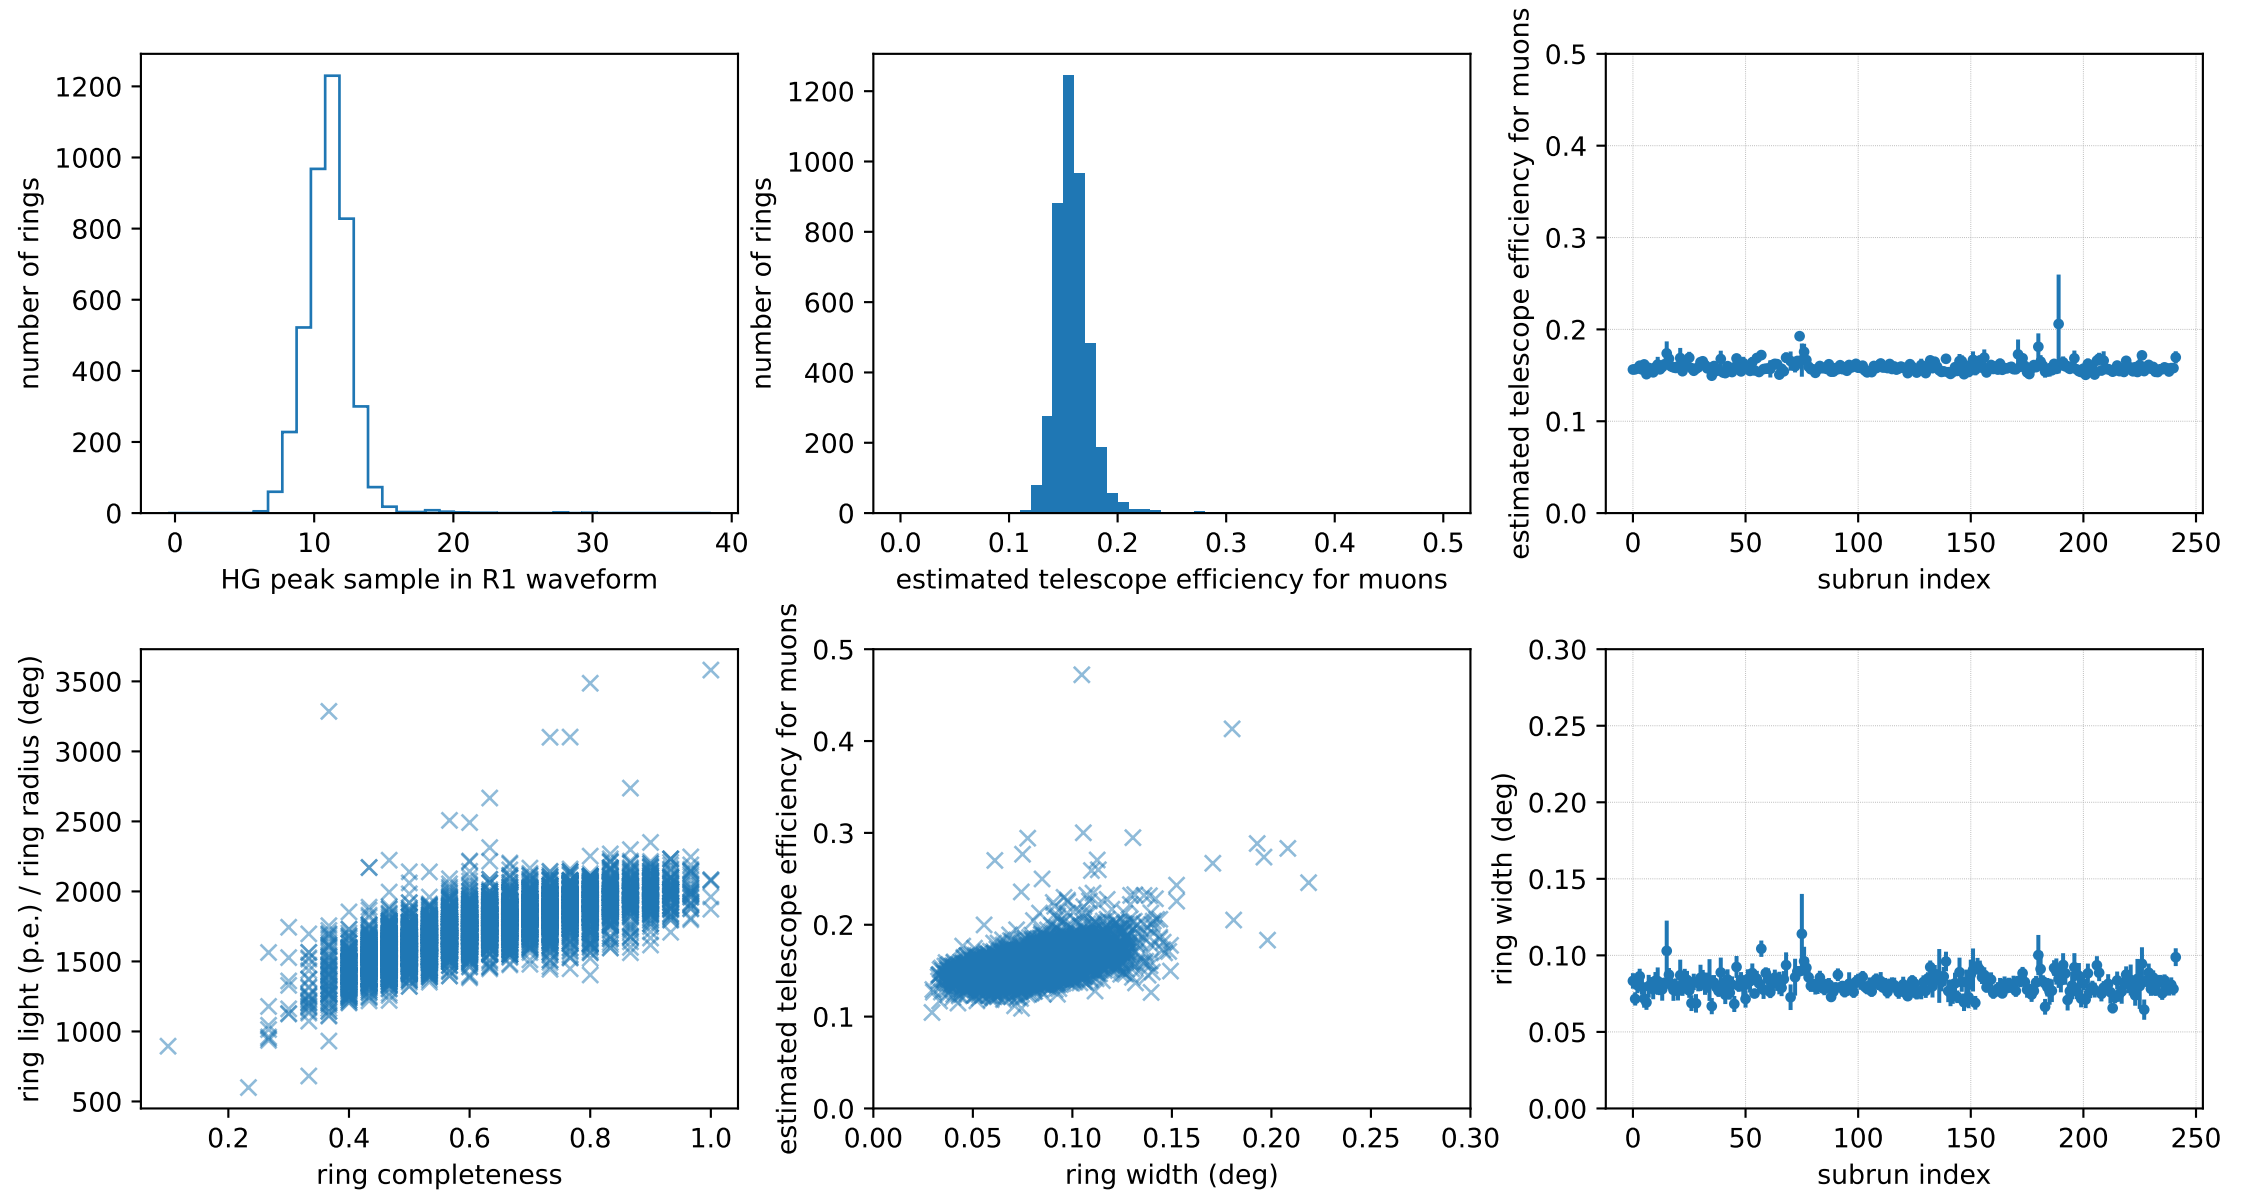 number of rings
1200
1000
800
600
400
200
0
0 10 20 30 40
HG peak sample in R1 waveform
number of rings
1200
1000
800
600
400
200
0
0.0 0.1 0.2 0.3 0.4 0.5
estimated telescope efficiency for muons
estimated telescope efficiency for muons
0.5
0.4
0.3
0.2
0.1
0.0
0 50 100 150 200 250
subrun index
ring light (p.e.) / ring radius (deg)
3500
3000
2500
2000
1500
1000
500
0.2 0.4 0.6 0.8 1.0
ring completeness
estimated telescope efficiency for muons
0.5
0.4
0.3
0.2
0.1
0.0
0.00 0.05 0.10 0.15 0.20 0.25 0.30
ring width (deg)
ring width (deg)
0.30
0.25
0.20
0.15
0.10
0.05
0.00
0 50 100 150 200 250
subrun index